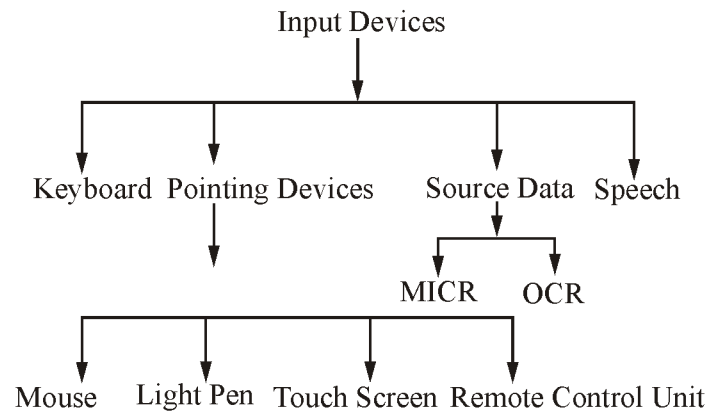 Input Devices
Keyboard Pointing Devices Source Data Speech
MICR OCR
Mouse Light Pen Touch Screen Remote Control Unit